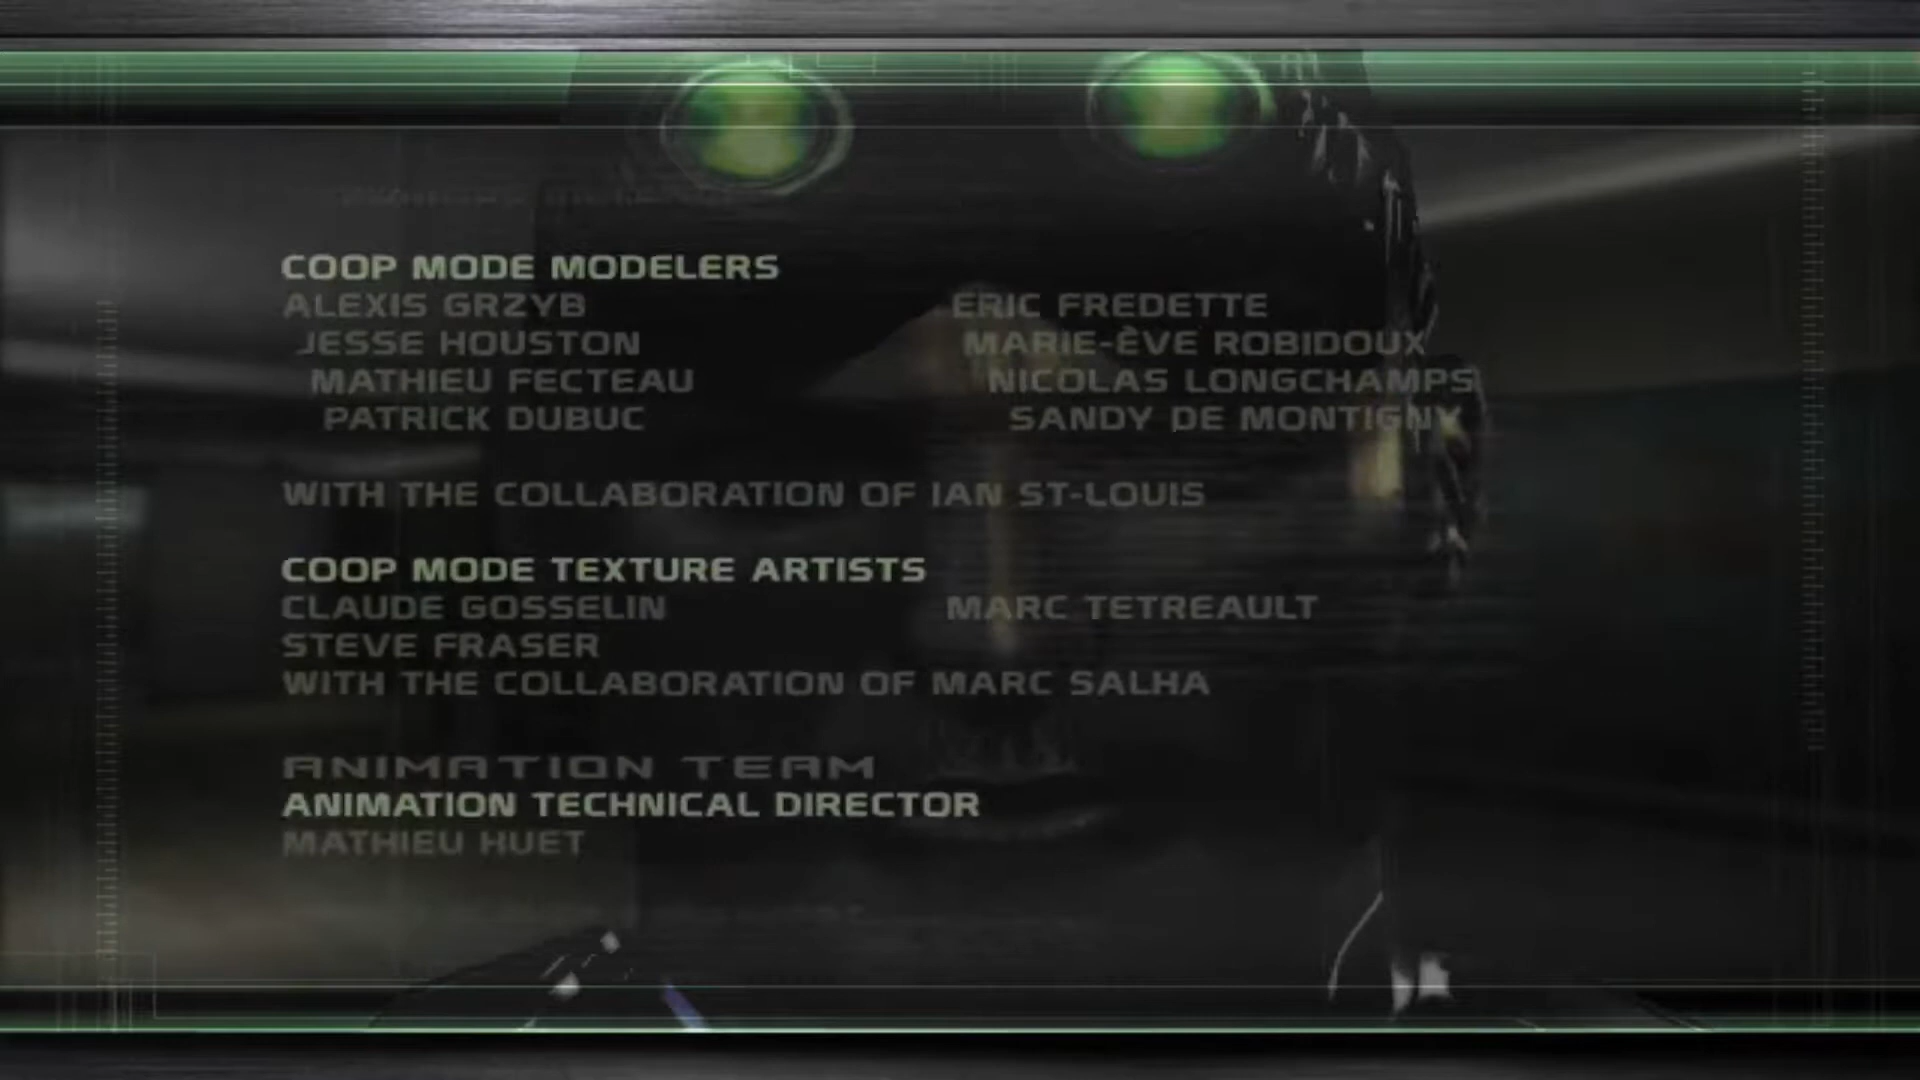 COOP MODE MODELERS
ALEXIS GRZYB ERIC FREDETTE
JESSE HOUSTON MARIE-ÈVE ROBIDOUX
MATHIEU FECTEAU NICOLAS LONGCHAMPS
PATRICK DUBUC SANDY DE MONTIGNY
WITH THE COLLABORATION OF IAN ST-LOUIS
COOP MODE TEXTURE ARTISTS
CLAUDE GOSSELIN MARC TETREAULT
STEVE FRASER
WITH THE COLLABORATION OF MARC SALHA
ANIMATION TEAM
ANIMATION TECHNICAL DIRECTOR
MATHIEU HUET